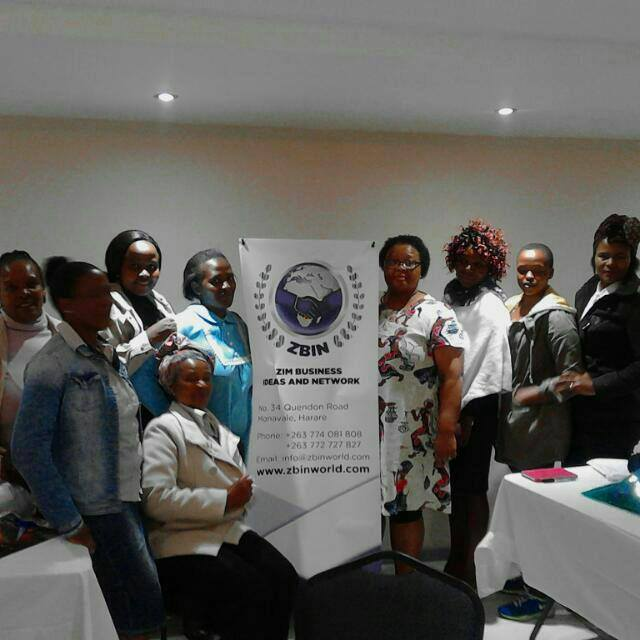 ZBIN
ZIM BUSINESS
IDEAS AND NETWORK
No. 34 Quendon Road
Monavale, Harare
Phone: +263 774 081 808
+263 772 727 827
Email: info@zbinworld.com
www.zbinworld.com